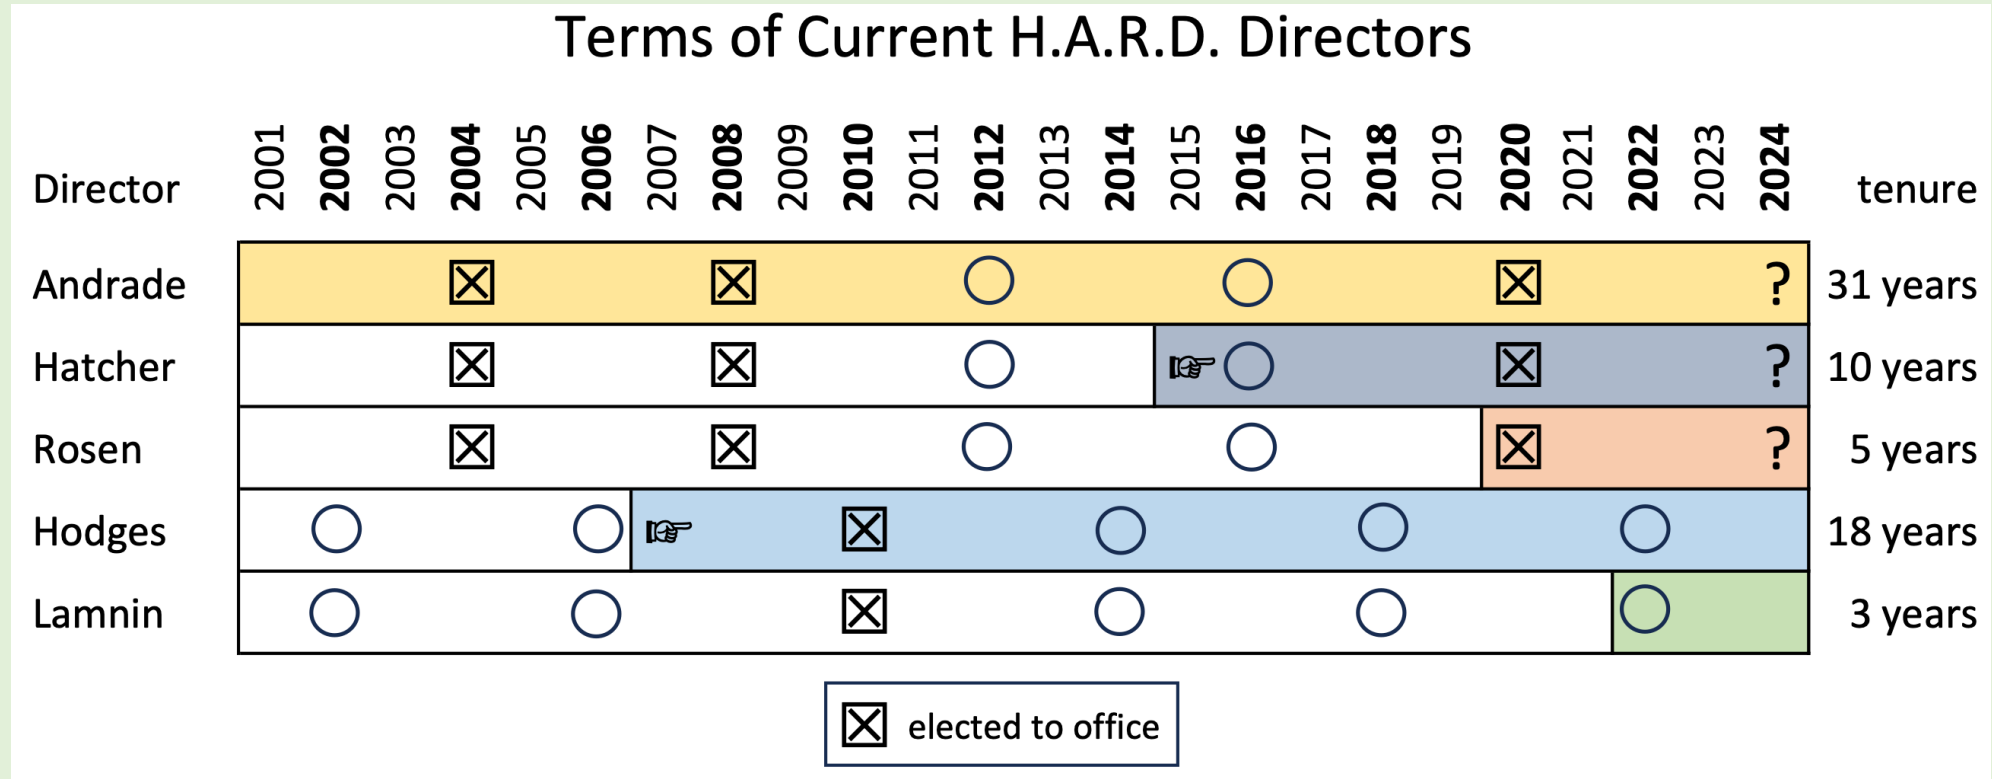 Terms of Current H.A.R.D. Directors
Director 2001 2002 2003 2004 2005 2006 2007 2008 2009 2010 2011 2012 2013 2014 2015 2016 2017 2018 2019 2020 2021 2022 2023 2024 tenure
Andrade ? 31 years
Hatcher ? 10 years
Rosen ? 5 years
Hodges 18 years
Lamnin 3 years
elected to office